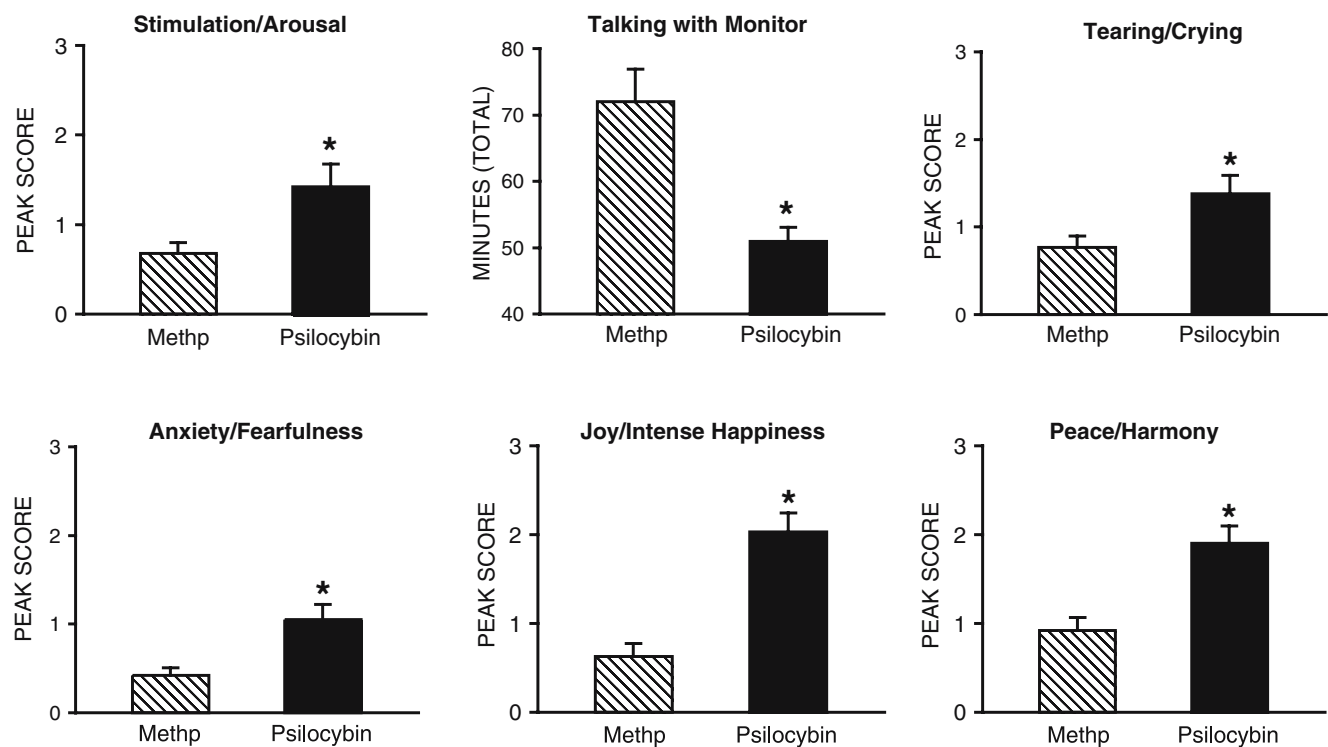 Stimulation/Arousal
PEAK SCORE
3
2
1
0
*
Methp Psilocybin
Talking with Monitor
MINUTES (TOTAL)
80
70
60
50
40
*
Methp Psilocybin
Tearing/Crying
PEAK SCORE
3
2
1
0
*
Methp Psilocybin
Anxiety/Fearfulness
PEAK SCORE
3
2
1
0
*
Methp Psilocybin
Joy/Intense Happiness
PEAK SCORE
3
2
1
0
*
Methp Psilocybin
Peace/Harmony
PEAK SCORE
3
2
1
0
*
Methp Psilocybin